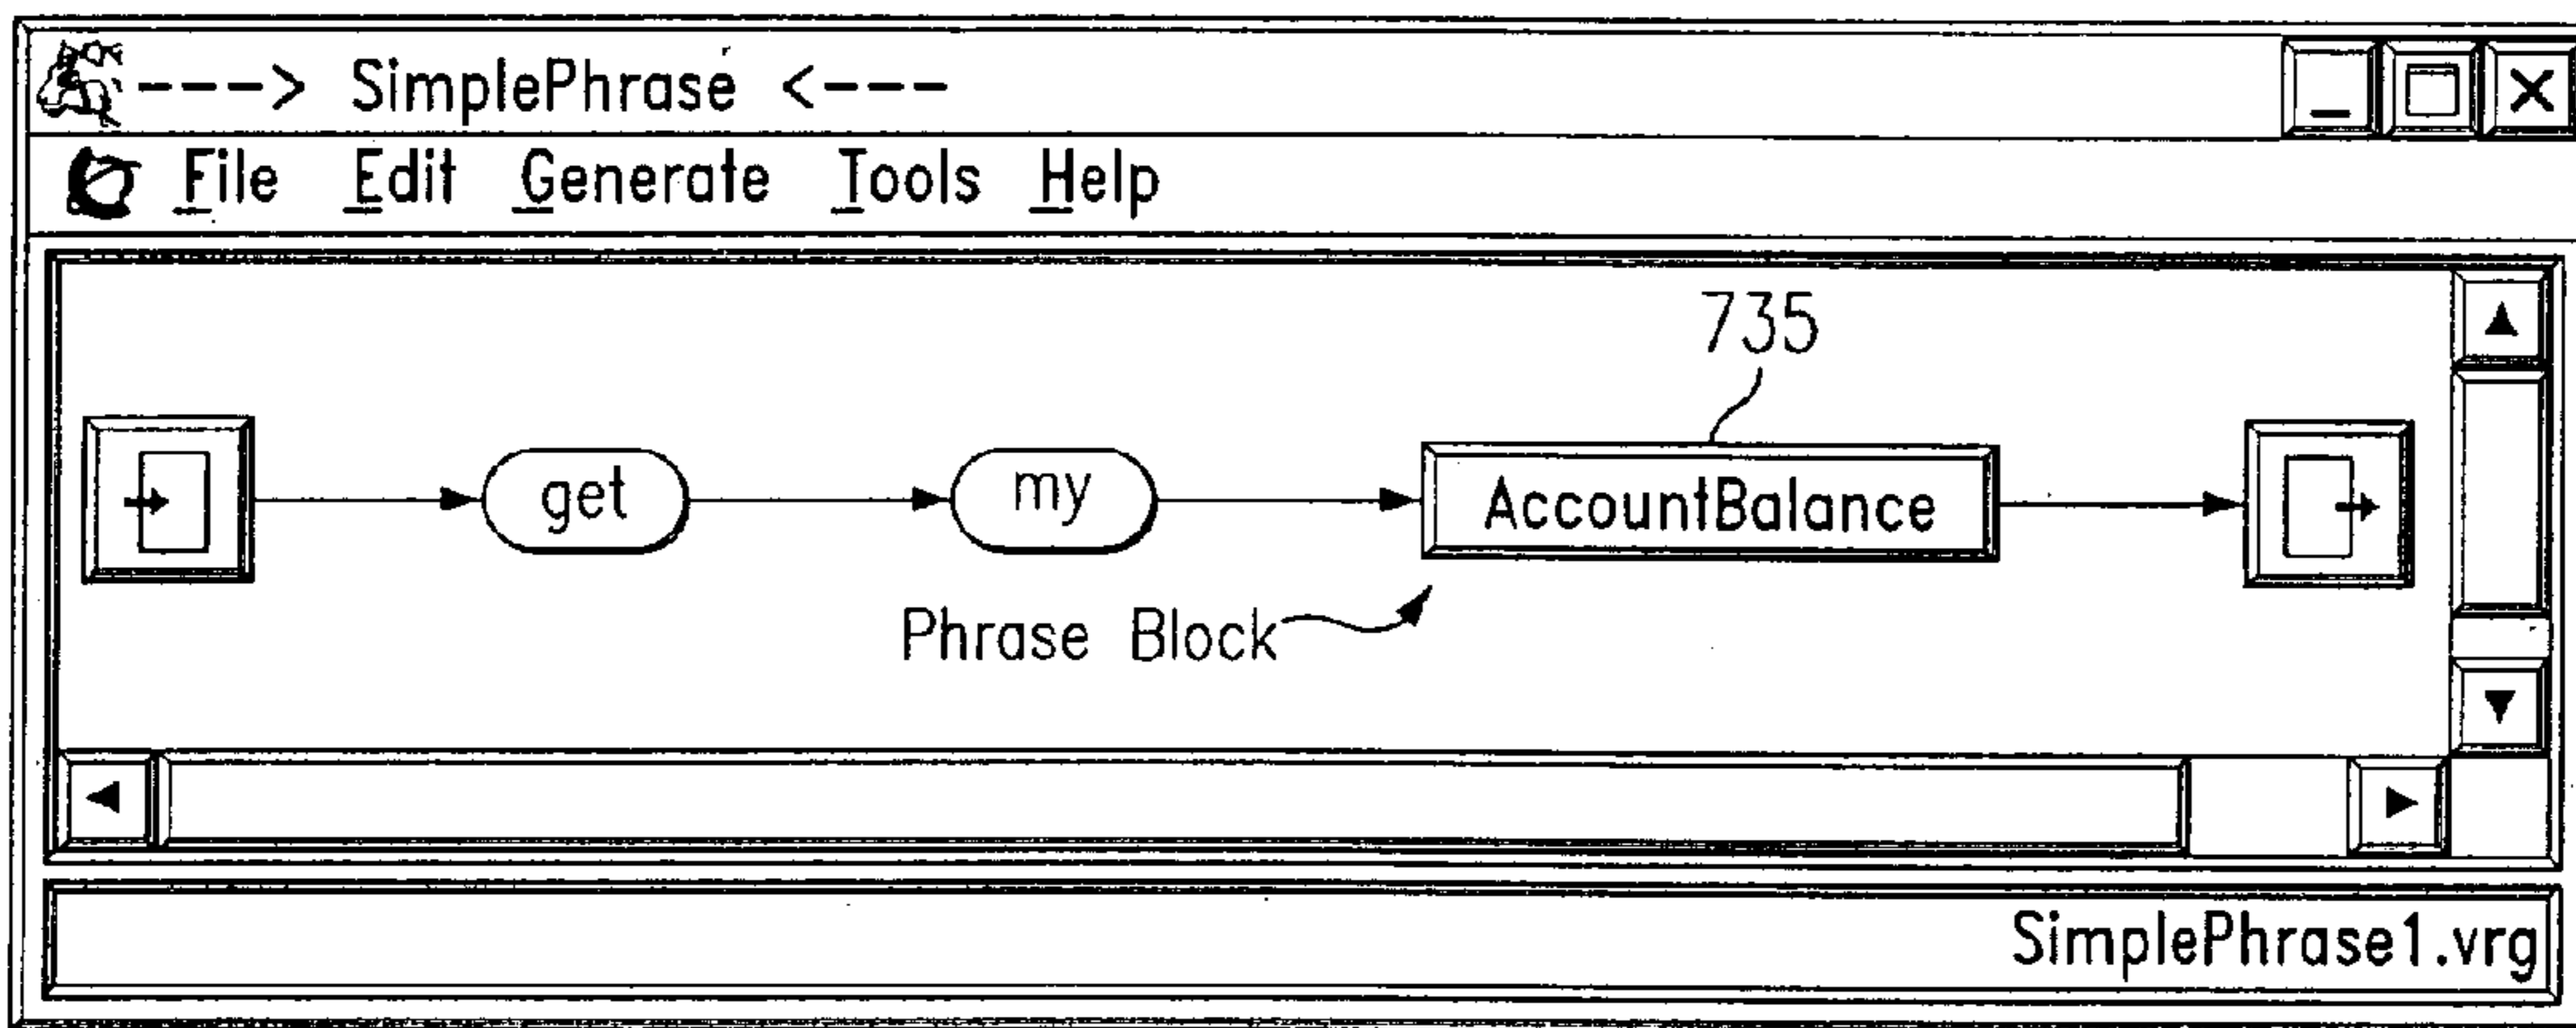 ---> SimplePhrase <---
File Edit Generate Tools Help
735
get my AccountBalance
Phrase Block
SimplePhrase1.vrg